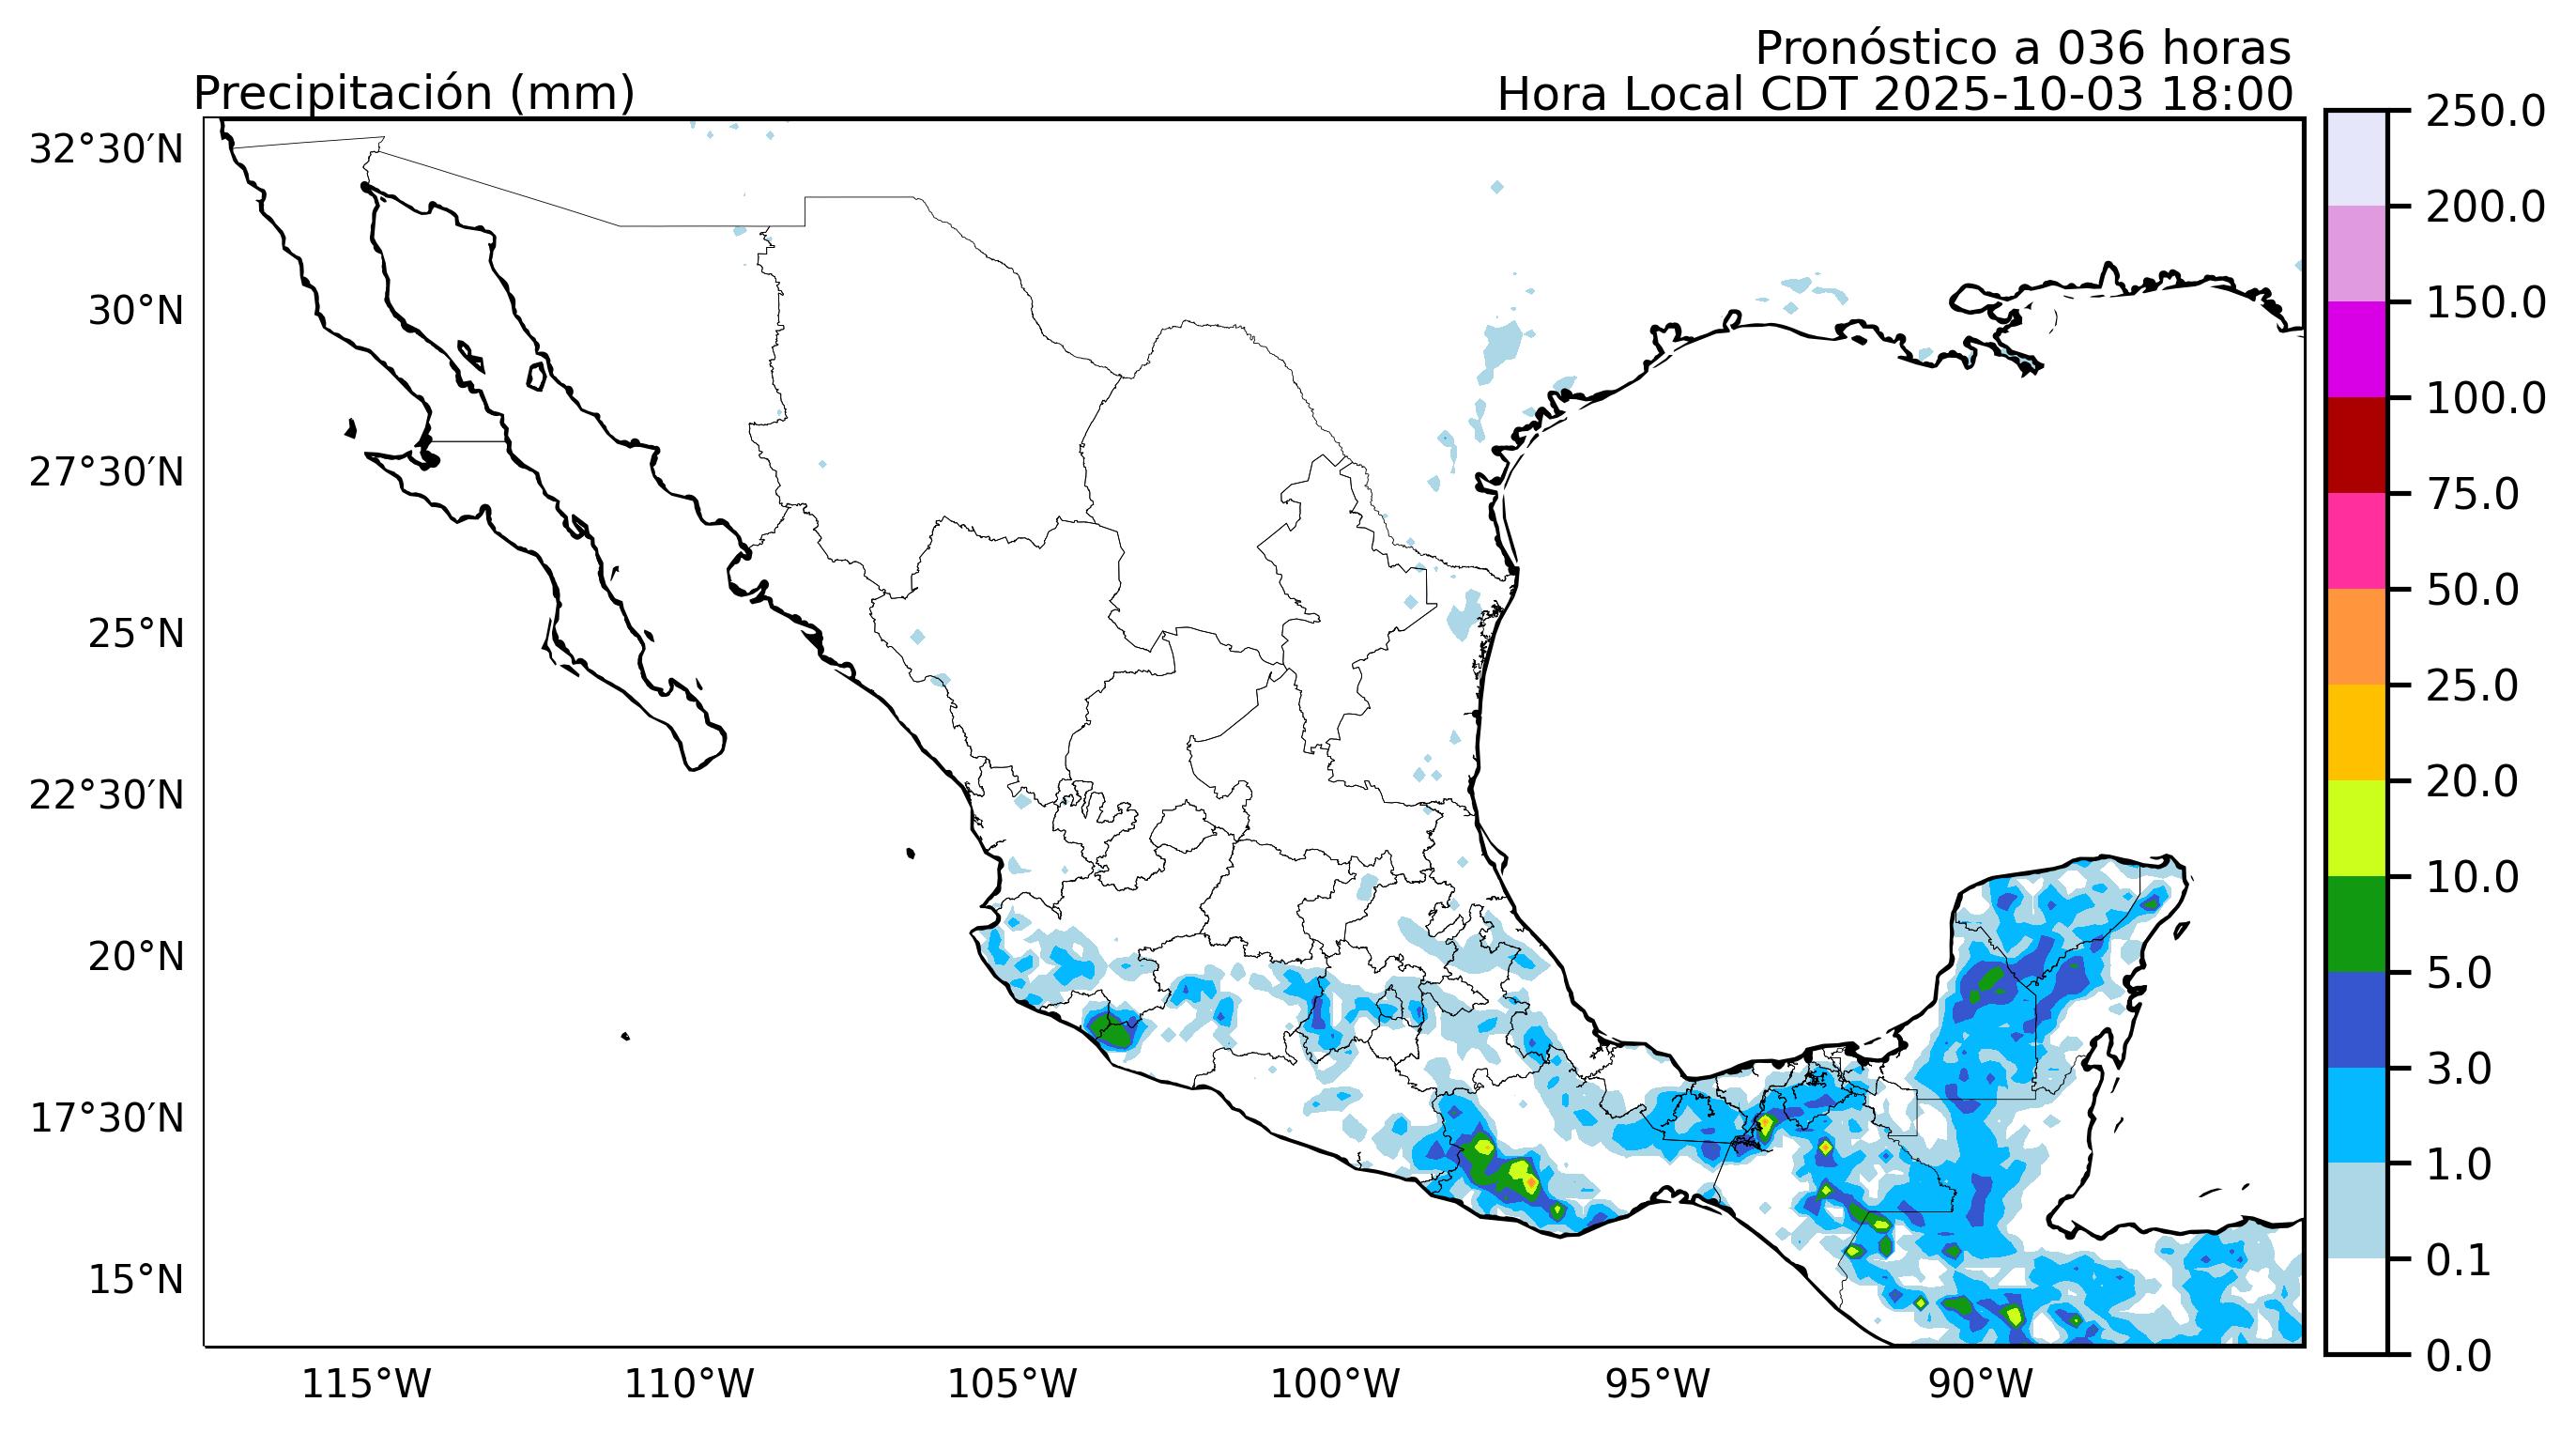 Pronóstico a 036 horas
Precipitación (mm)
Hora Local CDT 2025-10-03 18:00
32°30′N
30°N
27°30′N
25°N
22°30′N
20°N
17°30′N
15°N
115°W
110°W
105°W
100°W
95°W
90°W
250.0
200.0
150.0
100.0
75.0
50.0
25.0
20.0
10.0
5.0
3.0
1.0
0.1
0.0